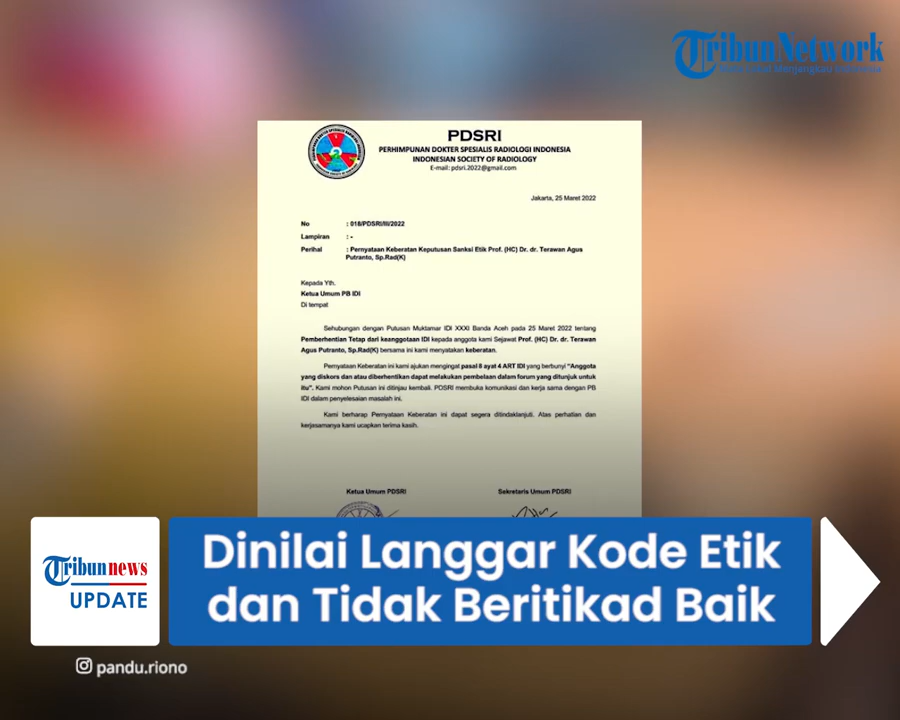 TribunNetwork
PDSRI
PERHIMPUNAN DOKTER SPESIALIS RADIOLOGI INDONESIA
INDONESIAN SOCIETY OF RADIOLOGY
E-mail: pdsri.2022@gmail.com
Jakarta, 25 Maret 2022
No : 018/PDSRI/III/2022
Lampiran : -
Perihal : Pernyataan Keberatan Keputusan Sanksi Etik Prof. (HC) Dr. dr. Terawan Agus
Putranto, Sp.Rad(K)
Kepada Yth.
Ketua Umum PB IDI
Di tempat
Sehubungan dengan Putusan Muktamar IDI XXXI Banda Aceh pada 25 Maret 2022 tentang
Pemberhentian Tetap dari keanggotaan IDI kepada anggota kami Sejawat Prof. (HC) Dr. dr. Terawan
Agus Putranto, Sp.Rad(K) bersama ini kami menyatakan keberatan.
Pernyataan Keberatan ini kami ajukan mengingat pasal 8 ayat 4 ART IDI yang berbunyi "Anggota
yang diskors dan atau diberhentikan dapat melakukan pembelaan dalam forum yang ditunjuk untuk
itu". Kami mohon Putusan ini ditinjau kembali. PDSRI membuka komunikasi dan kerja sama dengan PB
IDI dalam penyelesaian masalah ini.
Kami berharap Pernyataan Keberatan ini dapat segera ditindaklanjuti. Atas perhatian dan
kerjasamanya kami ucapkan terima kasih.
Ketua Umum PDSRI
Sekretaris Umum PDSRI
Tribunnews
UPDATE
Dinilai Langgar Kode Etik
dan Tidak Beritikad Baik
pandu.riono